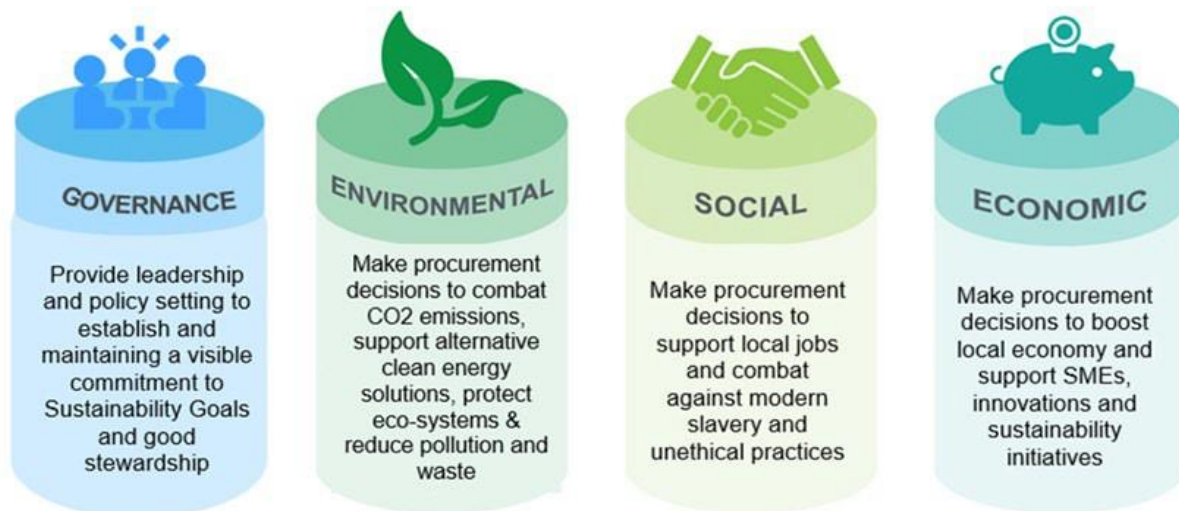 GOVERNANCE
Provide leadership
and policy setting to
establish and
maintaining a visible
commitment to
Sustainability Goals
and good
stewardship
ENVIRONMENTAL
Make procurement
decisions to combat
CO2 emissions,
support alternative
clean energy
solutions, protect
eco-systems &
reduce pollution and
waste
SOCIAL
Make procurement
decisions to
support local jobs
and combat
against modern
slavery and
unethical practices
ECONOMIC
Make procurement
decisions to boost
local economy and
support SMEs,
innovations and
sustainability
initiatives